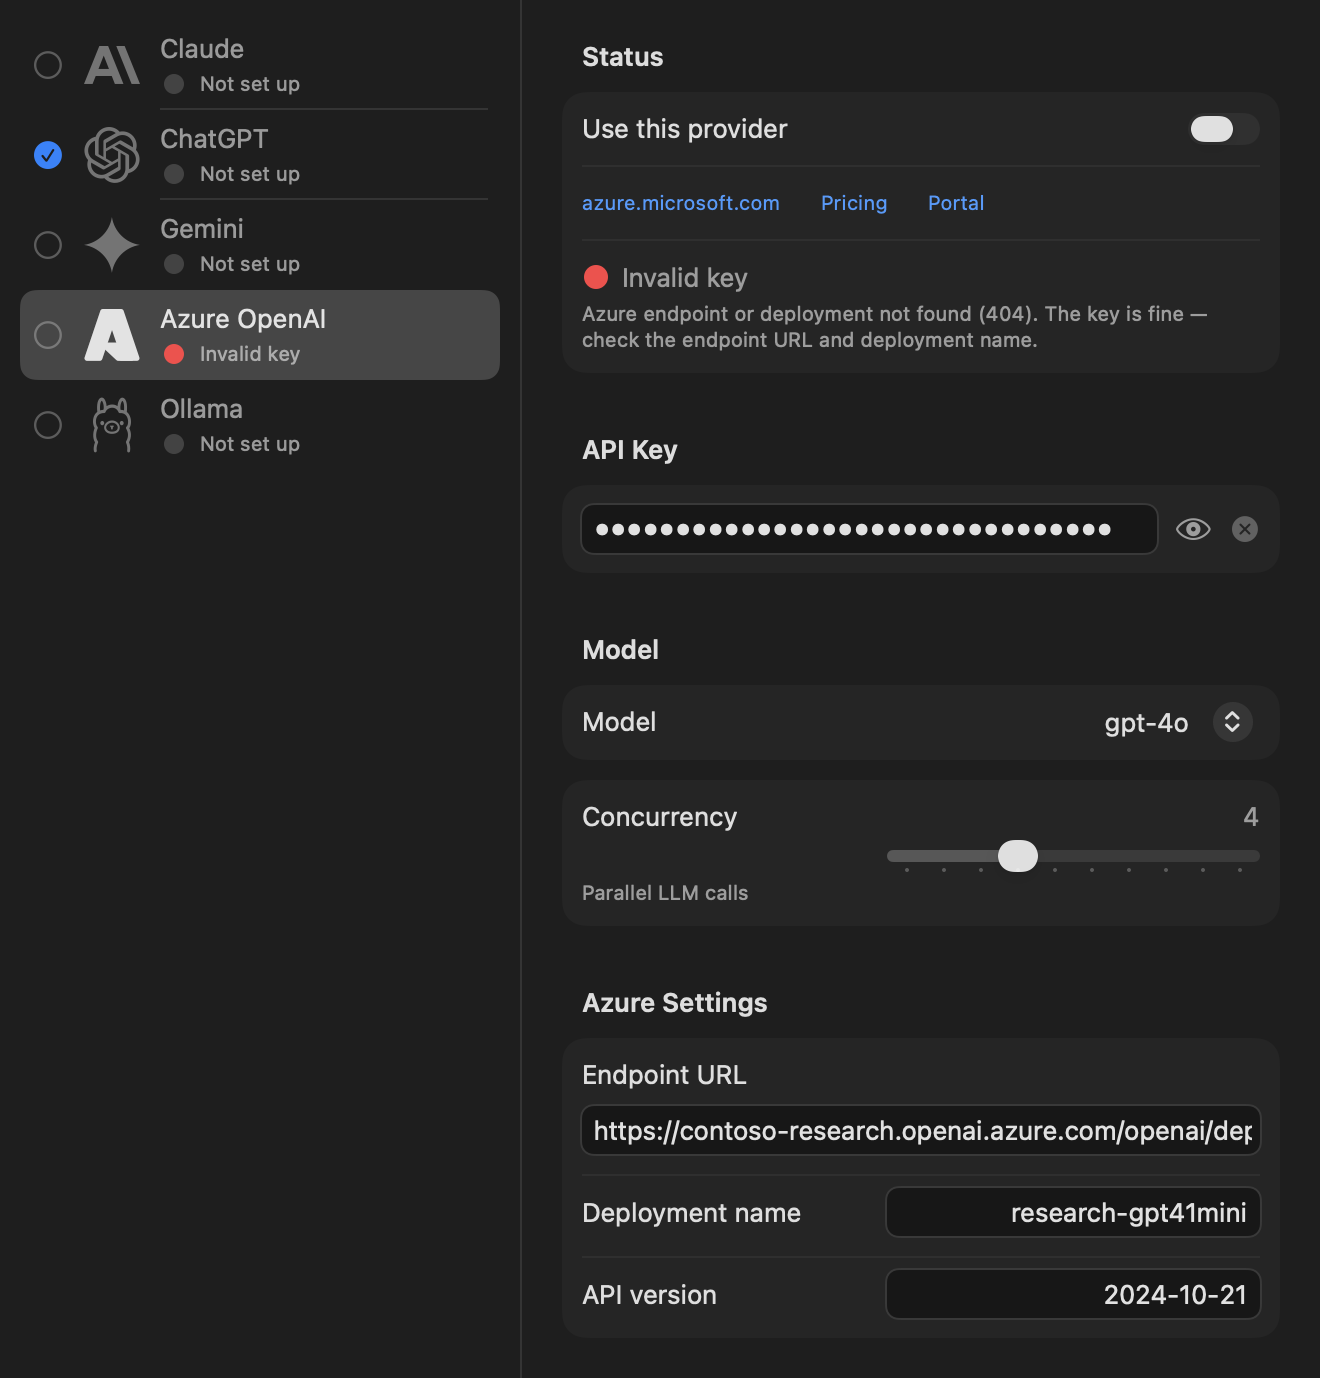 Claude
Not set up
ChatGPT
Not set up
Gemini
Not set up
Azure OpenAI
Invalid key
Ollama
Not set up
Status
Use this provider
azure.microsoft.com Pricing Portal
Invalid key
Azure endpoint or deployment not found (404). The key is fine —
check the endpoint URL and deployment name.
API Key
Model
Model gpt-4o
Concurrency 4
Parallel LLM calls
Azure Settings
Endpoint URL
https://contoso-research.openai.azure.com/openai/dep
Deployment name research-gpt41mini
API version 2024-10-21